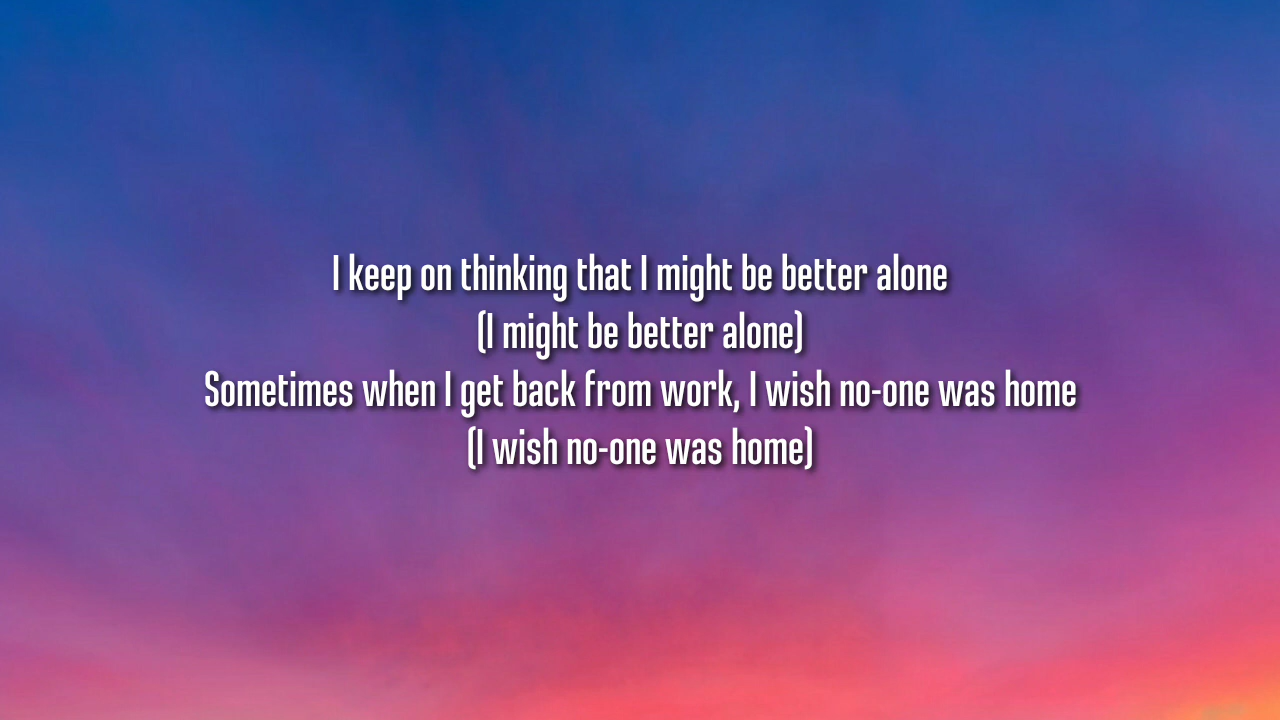 I keep on thinking that I might be better alone
(I might be better alone)
Sometimes when I get back from work, I wish no-one was home
(I wish no-one was home)